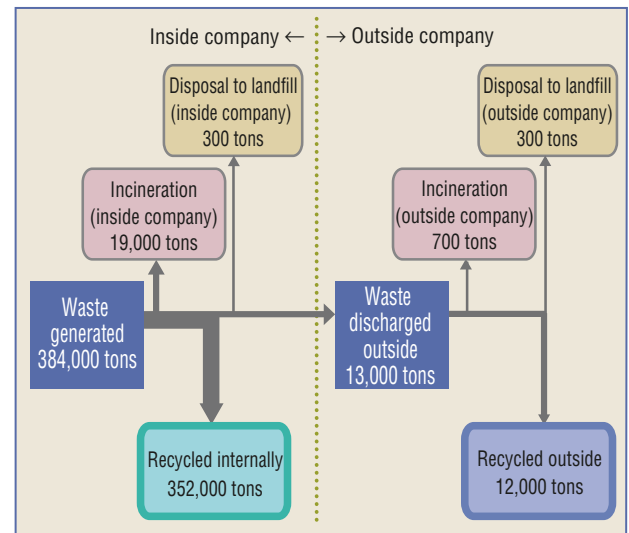 Inside company ← → Outside company
Disposal to landfill
(inside company)
300 tons
Disposal to landfill
(outside company)
300 tons
Incineration
(inside company)
19,000 tons
Incineration
(outside company)
700 tons
Waste
generated
384,000 tons
Waste
discharged
outside
13,000 tons
Recycled internally
352,000 tons
Recycled outside
12,000 tons